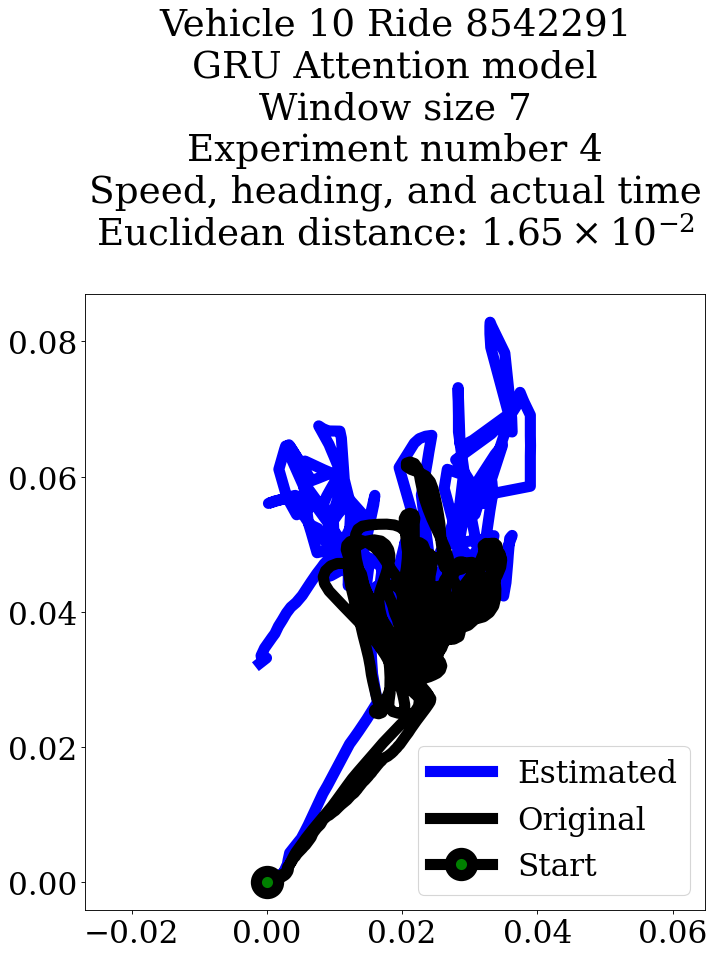 Vehicle 10 Ride 8542291
GRU Attention model
Window size 7
Experiment number 4
Speed, heading, and actual time
Euclidean distance: 1.65 × 10⁻²
0.08
0.06
0.04
0.02
0.00
Estimated
Original
Start
−0.02 0.00 0.02 0.04 0.06